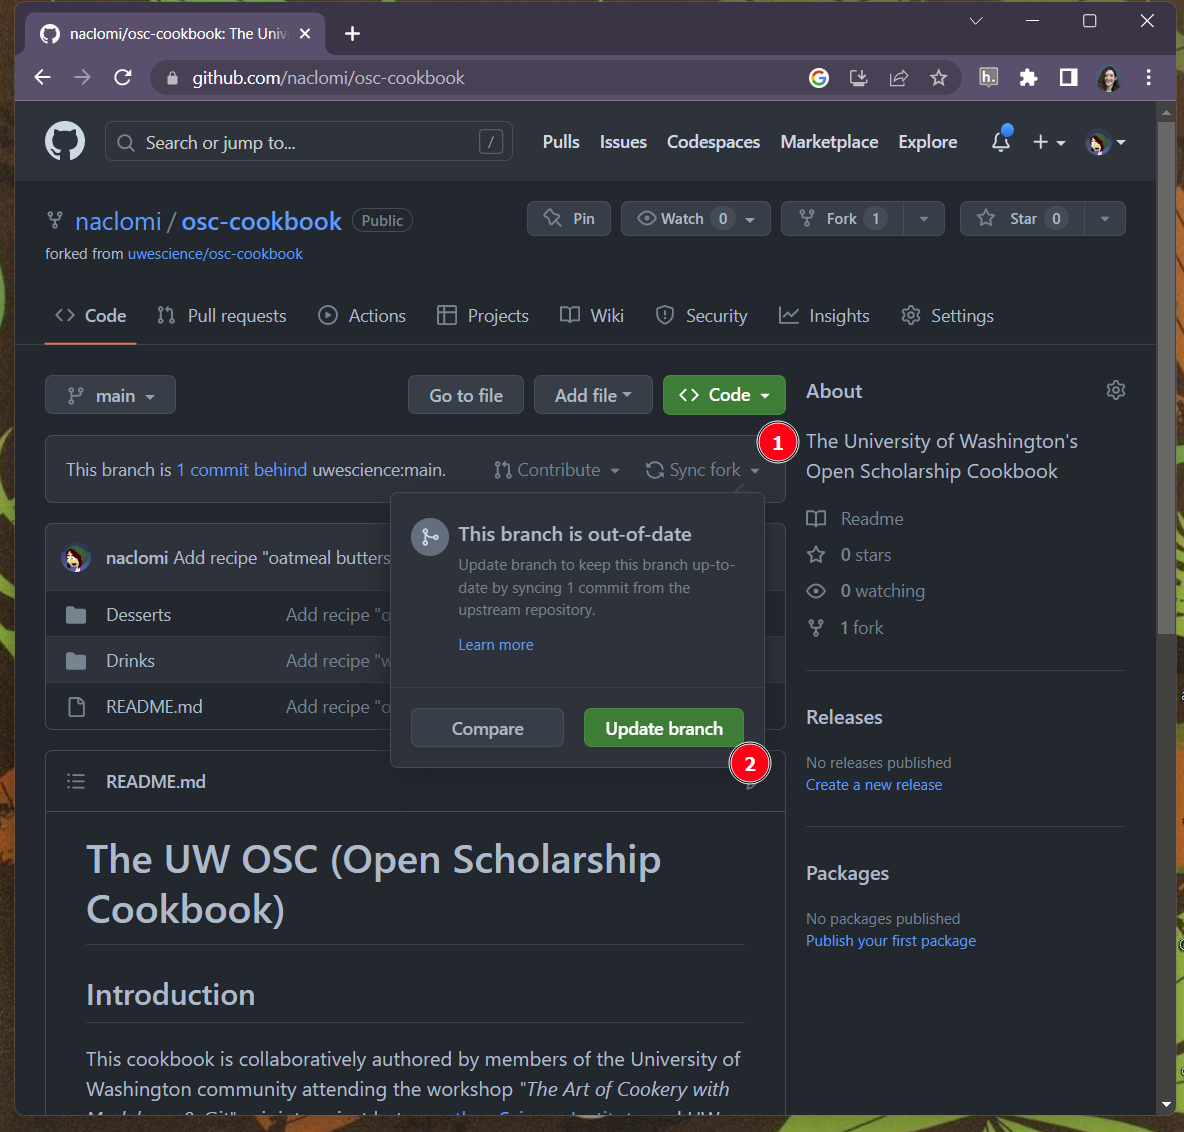 naclomi/osc-cookbook: The Univ
github.com/naclomi/osc-cookbook
h.
Search or jump to...
/
Pulls Issues Codespaces Marketplace Explore
naclomi / osc-cookbook Public
Pin Watch 0 Fork 1 Star 0
forked from uwescience/osc-cookbook
Code Pull requests Actions Projects Wiki Security Insights Settings
main Go to file Add file Code
About
1
The University of Washington's
Open Scholarship Cookbook
This branch is 1 commit behind uwescience:main. Contribute Sync fork
This branch is out-of-date
Update branch to keep this branch up-to-
date by syncing 1 commit from the
upstream repository.
Learn more
Compare Update branch
2
naclomi Add recipe "oatmeal butters
Desserts Add recipe "o
Drinks Add recipe "w
README.md Add recipe "o
Readme
0 stars
0 watching
1 fork
Releases
No releases published
Create a new release
Packages
No packages published
Publish your first package
README.md
The UW OSC (Open Scholarship
Cookbook)
Introduction
This cookbook is collaboratively authored by members of the University of
Washington community attending the workshop "The Art of Cookery with